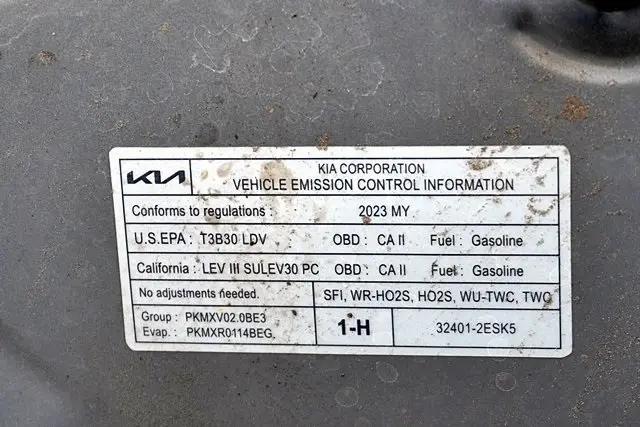 KIA KIA CORPORATION
VEHICLE EMISSION CONTROL INFORMATION
Conforms to regulations : 2023 MY
U.S.EPA : T3B30 LDV OBD : CA II Fuel : Gasoline
California : LEV III SULEV30 PC OBD : CA II Fuel : Gasoline
No adjustments needed. SFI, WR-HO2S, HO2S, WU-TWC, TWC
Group : PKMXV02.0BE3 1-H 32401-2ESK5
Evap. : PKMXR0114BEG